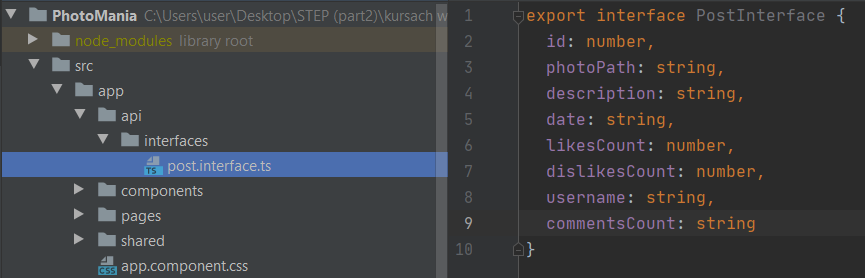 PhotoMania C:\Users\user\Desktop\STEP (part2)\kursach w
node_modules library root
src
app
api
interfaces
TS post.interface.ts
components
pages
shared
CSS app.component.css
1 export interface PostInterface {
2 id: number,
3 photoPath: string,
4 description: string,
5 date: string,
6 likesCount: number,
7 dislikesCount: number,
8 username: string,
9 commentsCount: string
10 }